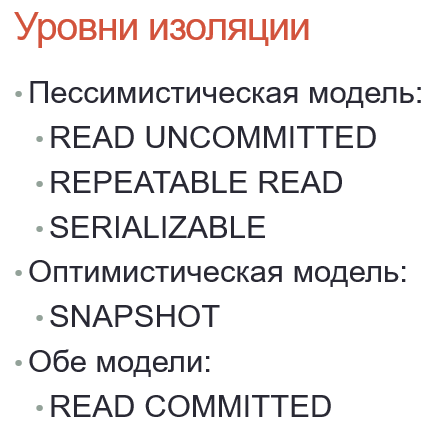 Уровни изоляции
• Пессимистическая модель:
• READ UNCOMMITTED
• REPEATABLE READ
• SERIALIZABLE
• Оптимистическая модель:
• SNAPSHOT
• Обе модели:
• READ COMMITTED